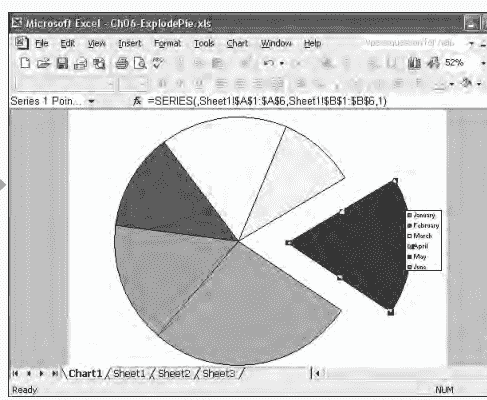 Microsoft Excel - Ch06-ExplodePie.xls
File Edit View Insert Format Tools Chart Window Help
52%
Series 1 Poin... fx =SERIES(,Sheet1!$A$1:$A$6,Sheet1!$B$1:$B$6,1)
January
February
March
April
May
June
Chart1 Sheet1 Sheet2 Sheet3
Ready NUM